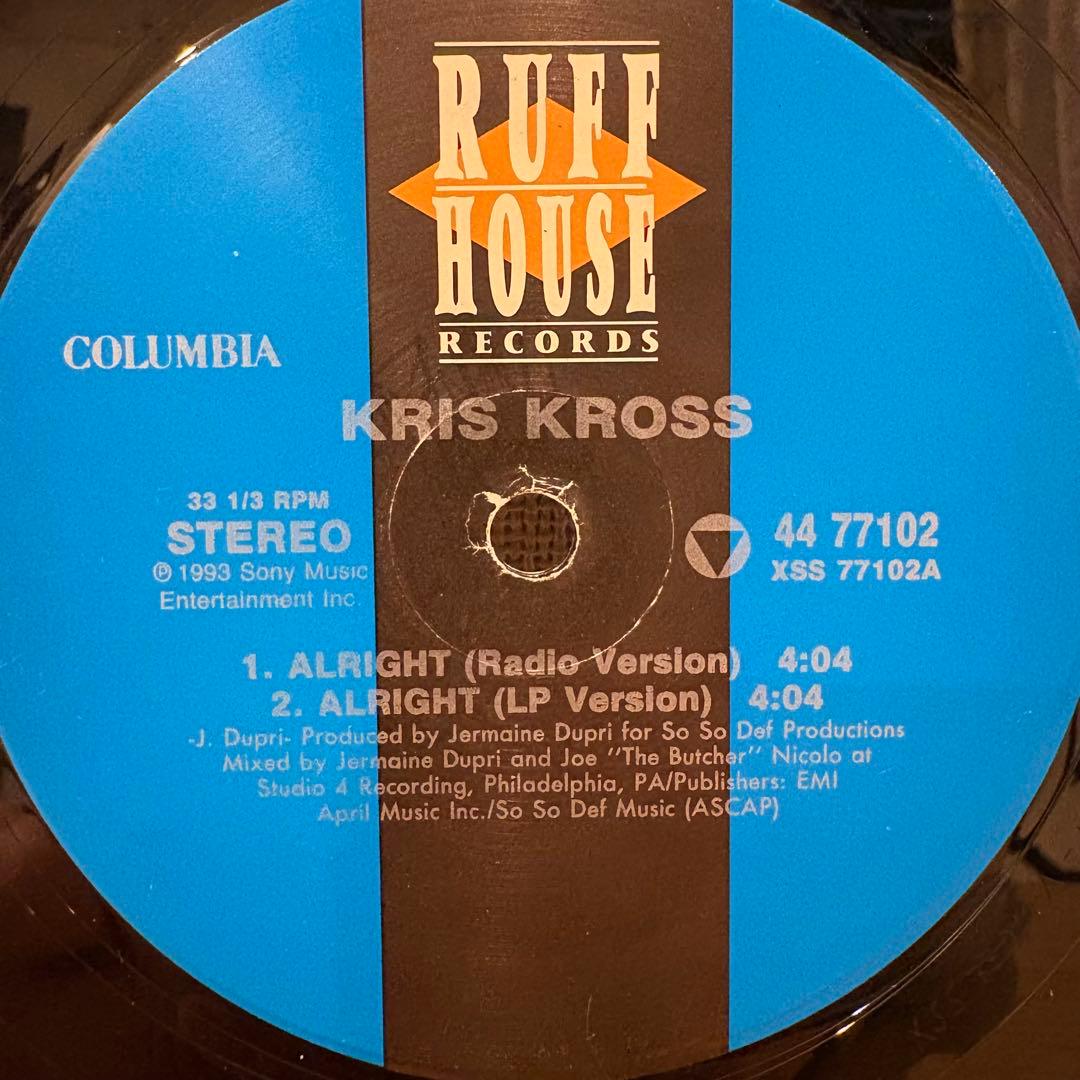 RUFF
HOUSE
RECORDS
COLUMBIA
KRIS KROSS
33 1/3 RPM
STEREO
℗ 1993 Sony Music
Entertainment Inc.
44 77102
XSS 77102A
1. ALRIGHT (Radio Version) 4:04
2. ALRIGHT (LP Version) 4:04
-J. Dupri- Produced by Jermaine Dupri for So So Def Productions
Mixed by Jermaine Dupri and Joe "The Butcher" Nicolo at
Studio 4 Recording, Philadelphia, PA/Publishers: EMI
April Music Inc./So So Def Music (ASCAP)